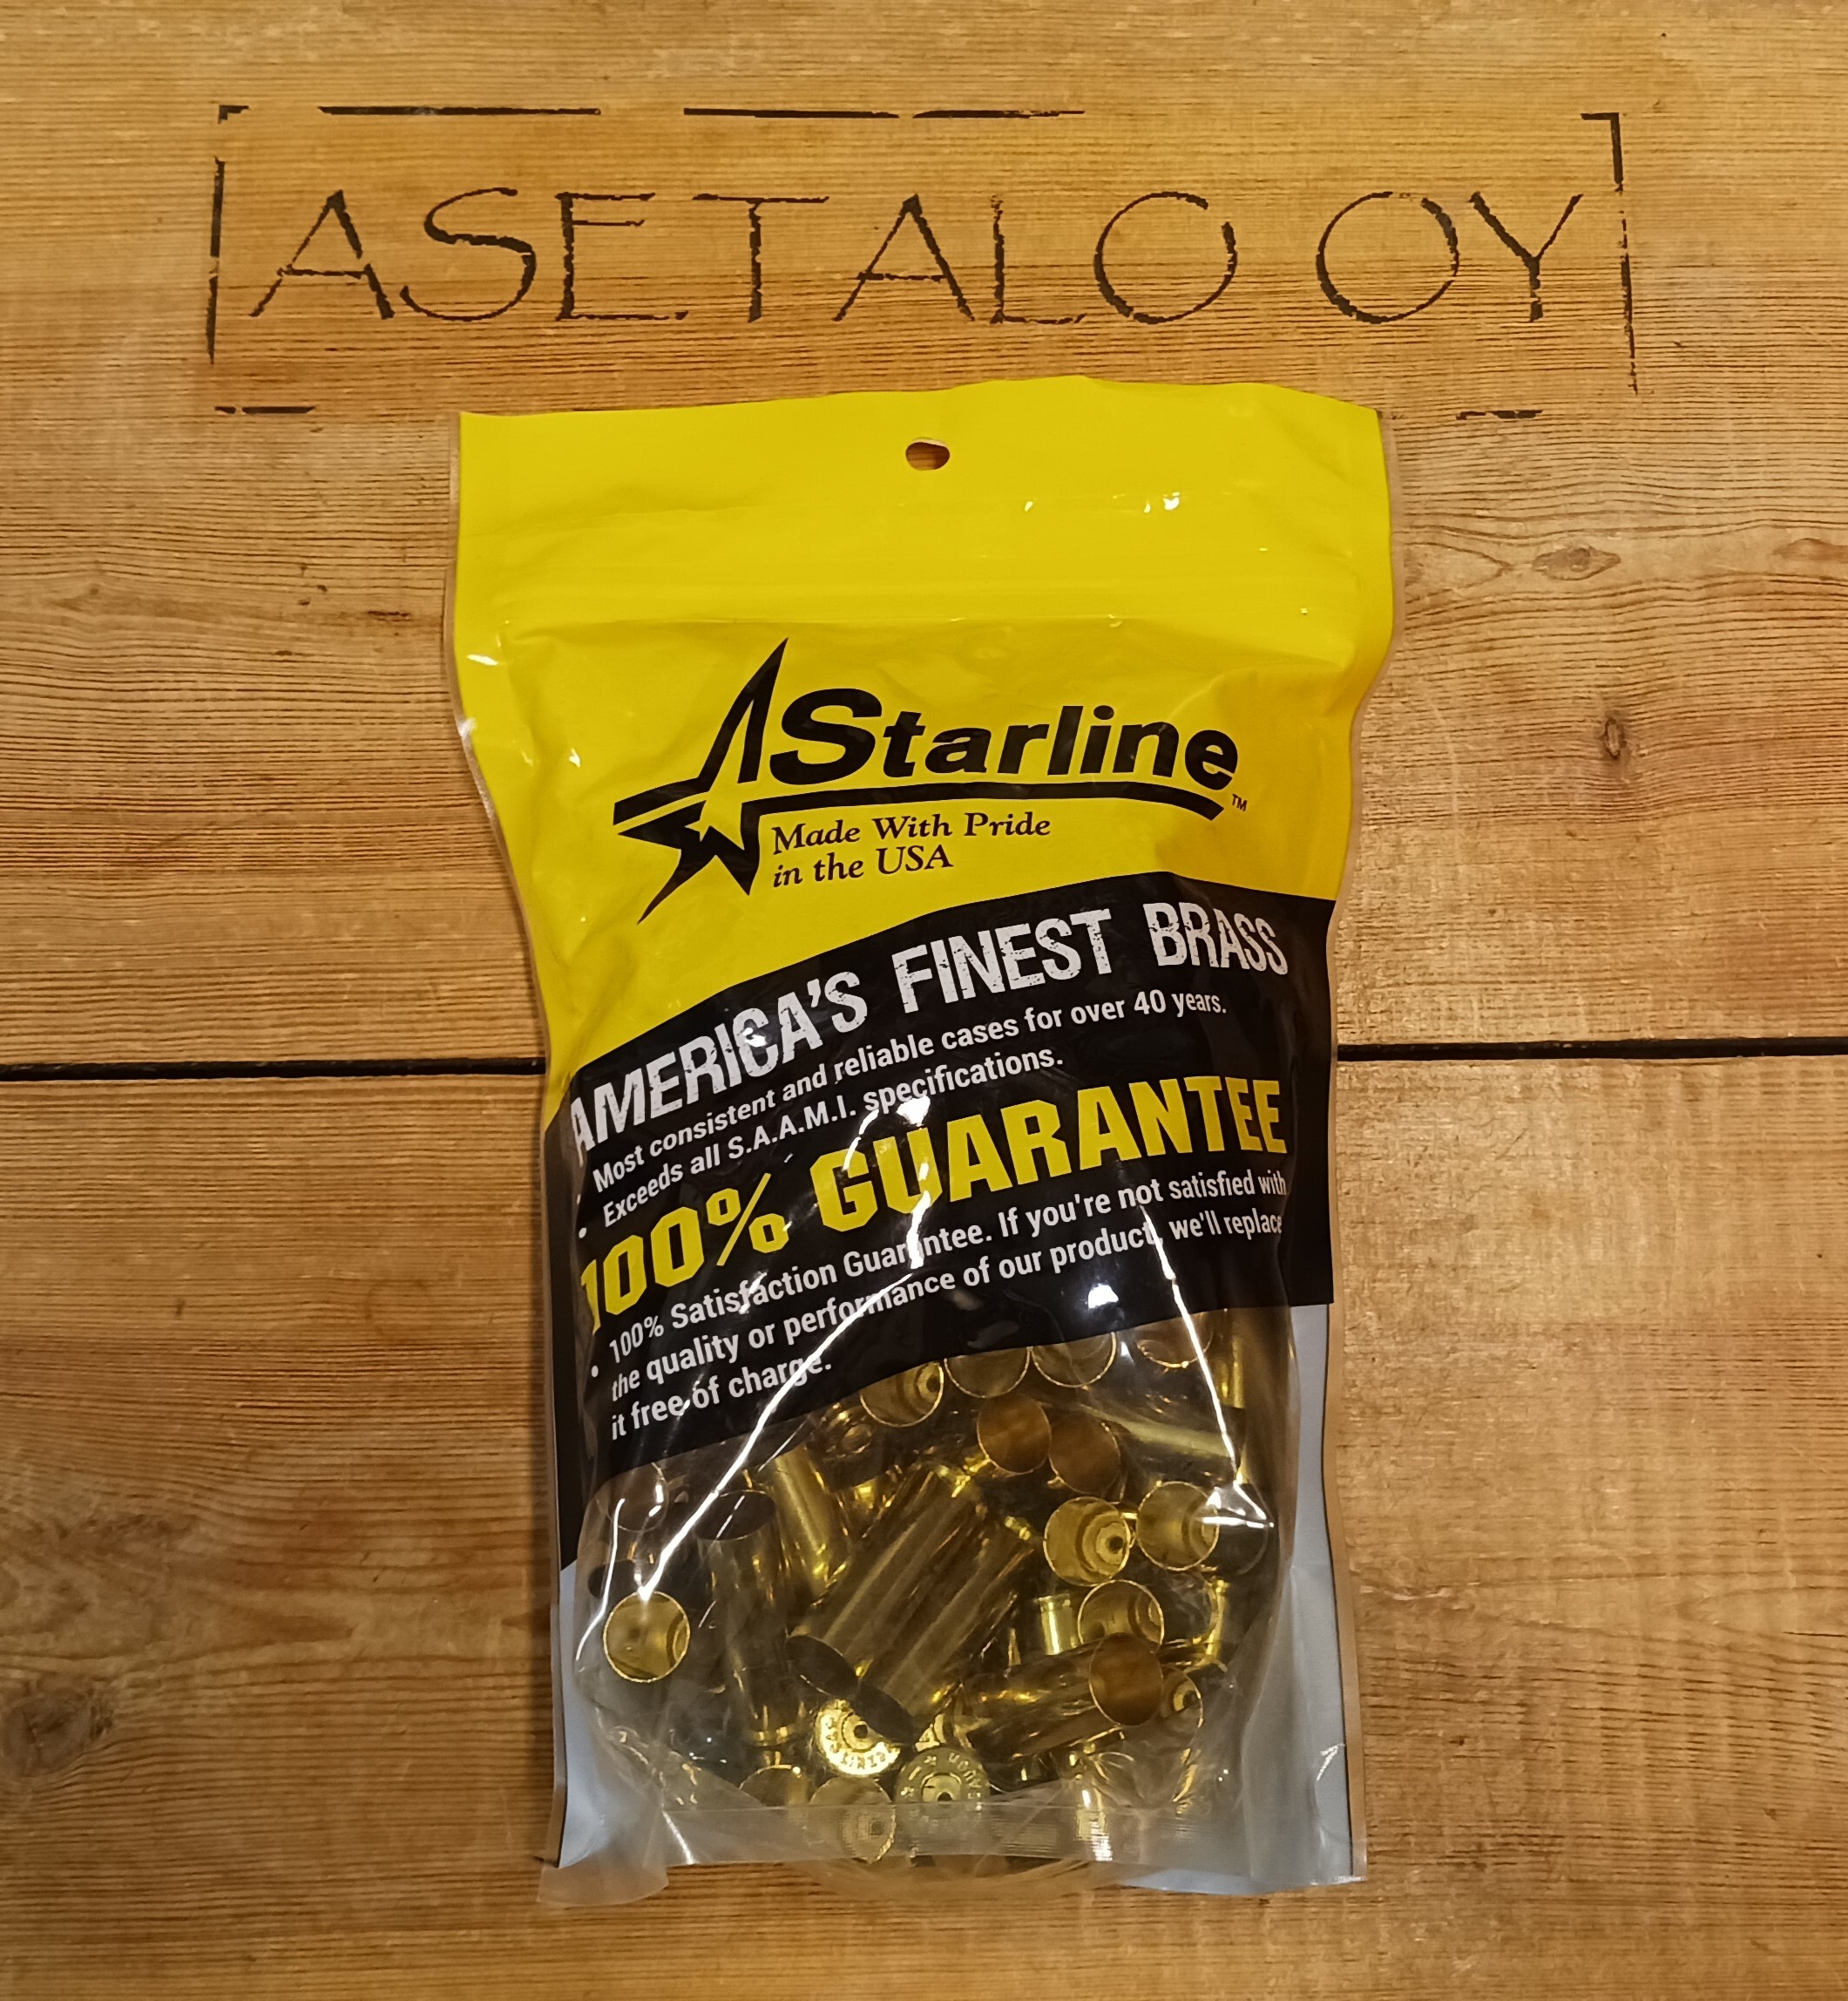 ASETALO OY
Starline™
Made With Pride
in the USA
AMERICA'S FINEST BRASS
• Most consistent and reliable cases for over 40 years.
• Exceeds all S.A.A.M.I. specifications.
100% GUARANTEE
• 100% Satisfaction Guarantee. If you're not satisfied with
the quality or performance of our product, we'll replace
it free of charge.